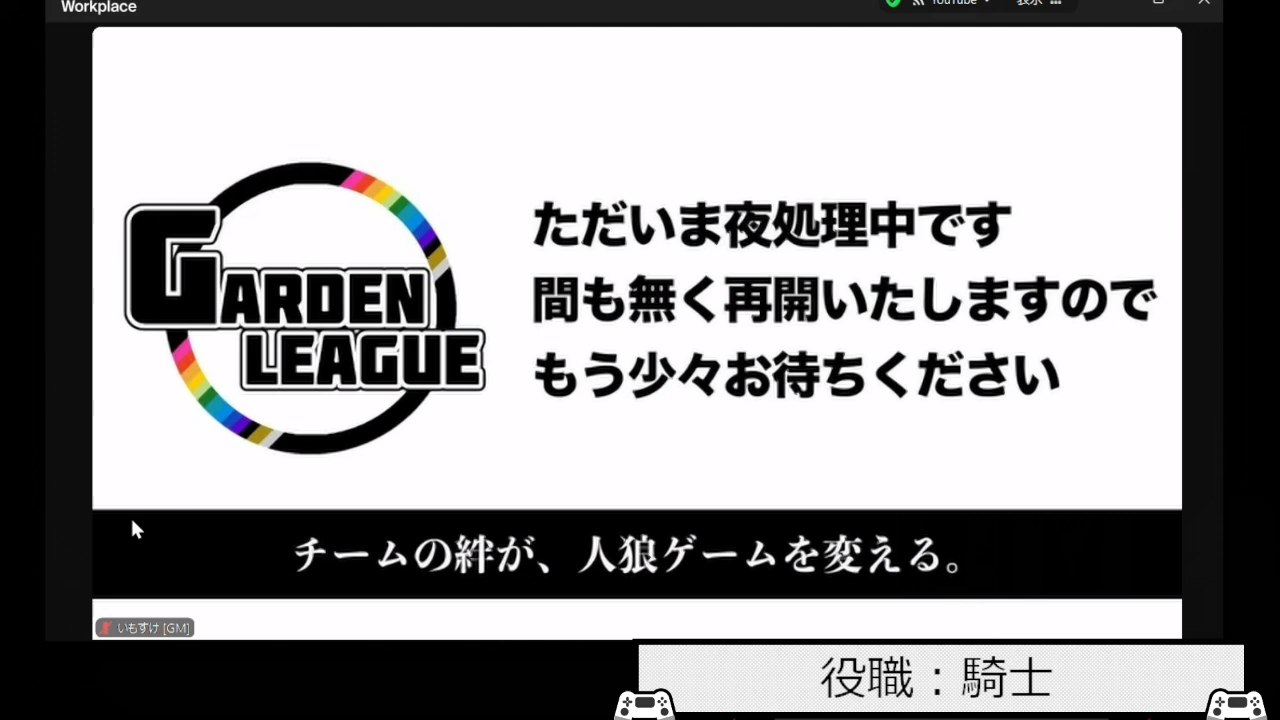 Workplace
YouTube
表示
GARDEN
LEAGUE
ただいま夜処理中です
間も無く再開いたしますので
もう少々お待ちください
チームの絆が、人狼ゲームを変える。
いもすけ [GM]
役職：騎士